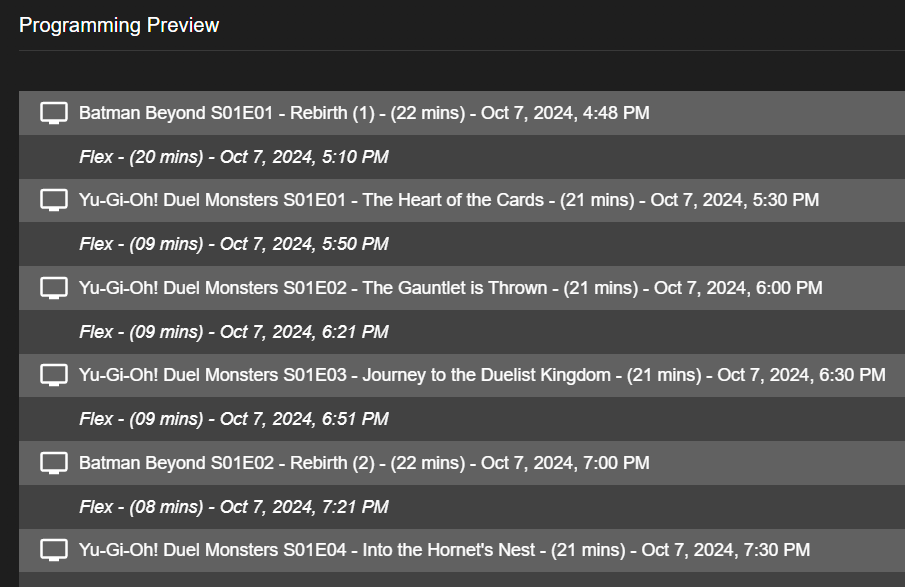 Programming Preview
Batman Beyond S01E01 - Rebirth (1) - (22 mins) - Oct 7, 2024, 4:48 PM
Flex - (20 mins) - Oct 7, 2024, 5:10 PM
Yu-Gi-Oh! Duel Monsters S01E01 - The Heart of the Cards - (21 mins) - Oct 7, 2024, 5:30 PM
Flex - (09 mins) - Oct 7, 2024, 5:50 PM
Yu-Gi-Oh! Duel Monsters S01E02 - The Gauntlet is Thrown - (21 mins) - Oct 7, 2024, 6:00 PM
Flex - (09 mins) - Oct 7, 2024, 6:21 PM
Yu-Gi-Oh! Duel Monsters S01E03 - Journey to the Duelist Kingdom - (21 mins) - Oct 7, 2024, 6:30 PM
Flex - (09 mins) - Oct 7, 2024, 6:51 PM
Batman Beyond S01E02 - Rebirth (2) - (22 mins) - Oct 7, 2024, 7:00 PM
Flex - (08 mins) - Oct 7, 2024, 7:21 PM
Yu-Gi-Oh! Duel Monsters S01E04 - Into the Hornet's Nest - (21 mins) - Oct 7, 2024, 7:30 PM